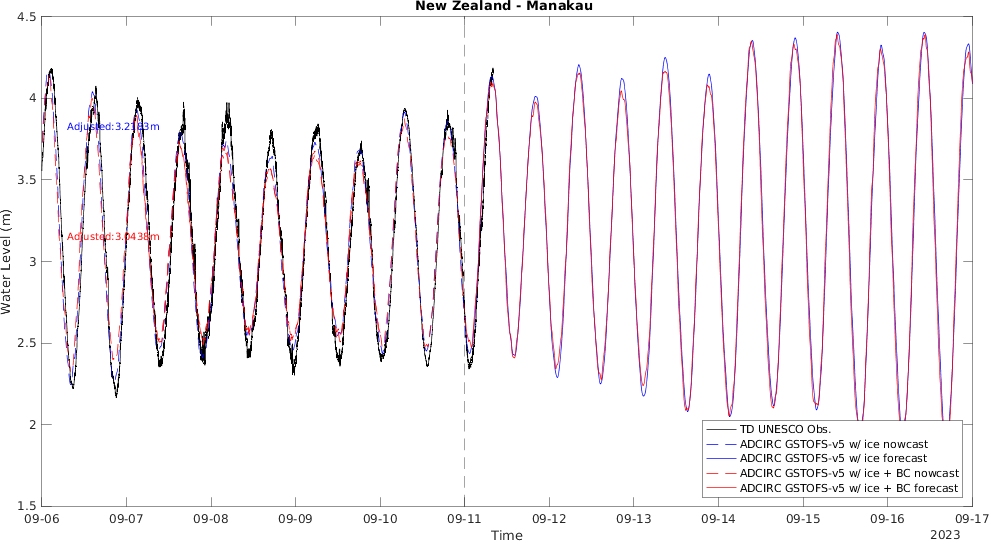 New Zealand - Manakau
4.5
4
3.5
3
2.5
2
1.5
Water Level (m)
Adjusted:3.0438m
TD UNESCO Obs.
ADCIRC GSTOFS-v5 w/ ice nowcast
ADCIRC GSTOFS-v5 w/ ice forecast
ADCIRC GSTOFS-v5 w/ ice + BC nowcast
ADCIRC GSTOFS-v5 w/ ice + BC forecast
09-06 09-07 09-08 09-09 09-10 09-11 09-12 09-13 09-14 09-15 09-16 09-17
Time
2023